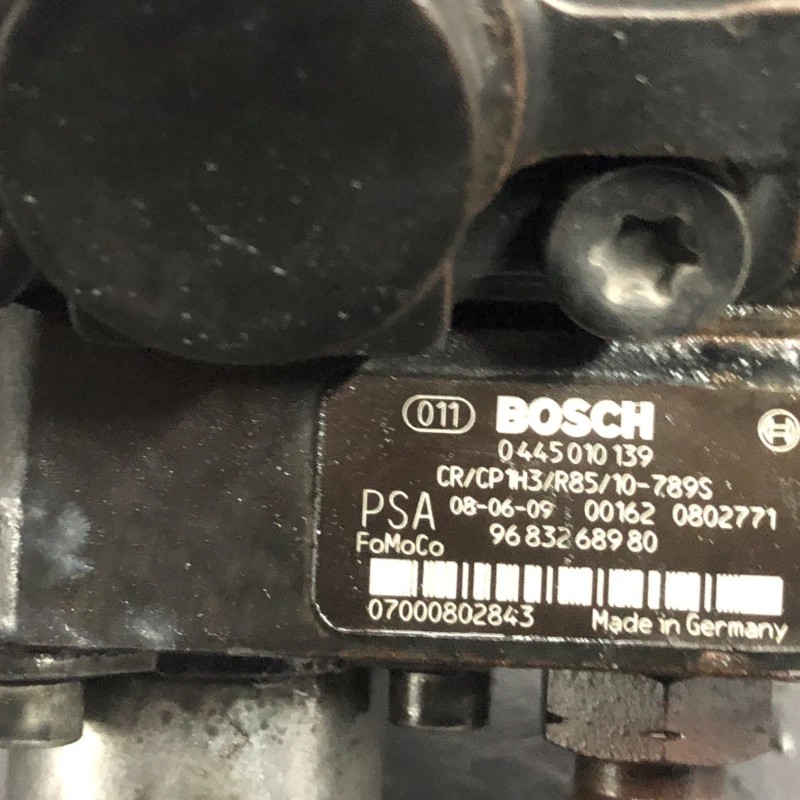 011 BOSCH
0 445 010 139
CR/CP1H3/R85/10-789S
PSA 08-06-09 00162 0802771
FoMoCo 96 832 689 80
07000802843 Made in Germany